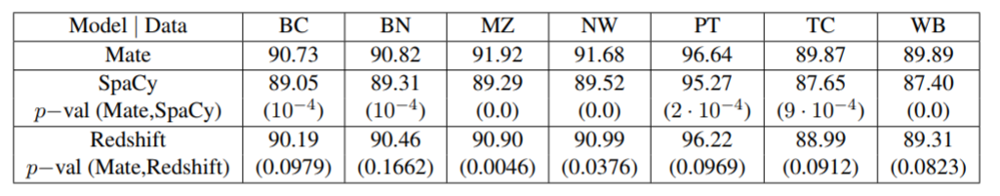 Model | Data BC BN MZ NW PT TC WB
Mate 90.73 90.82 91.92 91.68 96.64 89.87 89.89
SpaCy 89.05 89.31 89.29 89.52 95.27 87.65 87.40
p−val (Mate,SpaCy) (10⁻⁴) (10⁻⁴) (0.0) (0.0) (2 · 10⁻⁴) (9 · 10⁻⁴) (0.0)
Redshift 90.19 90.46 90.90 90.99 96.22 88.99 89.31
p−val (Mate,Redshift) (0.0979) (0.1662) (0.0046) (0.0376) (0.0969) (0.0912) (0.0823)